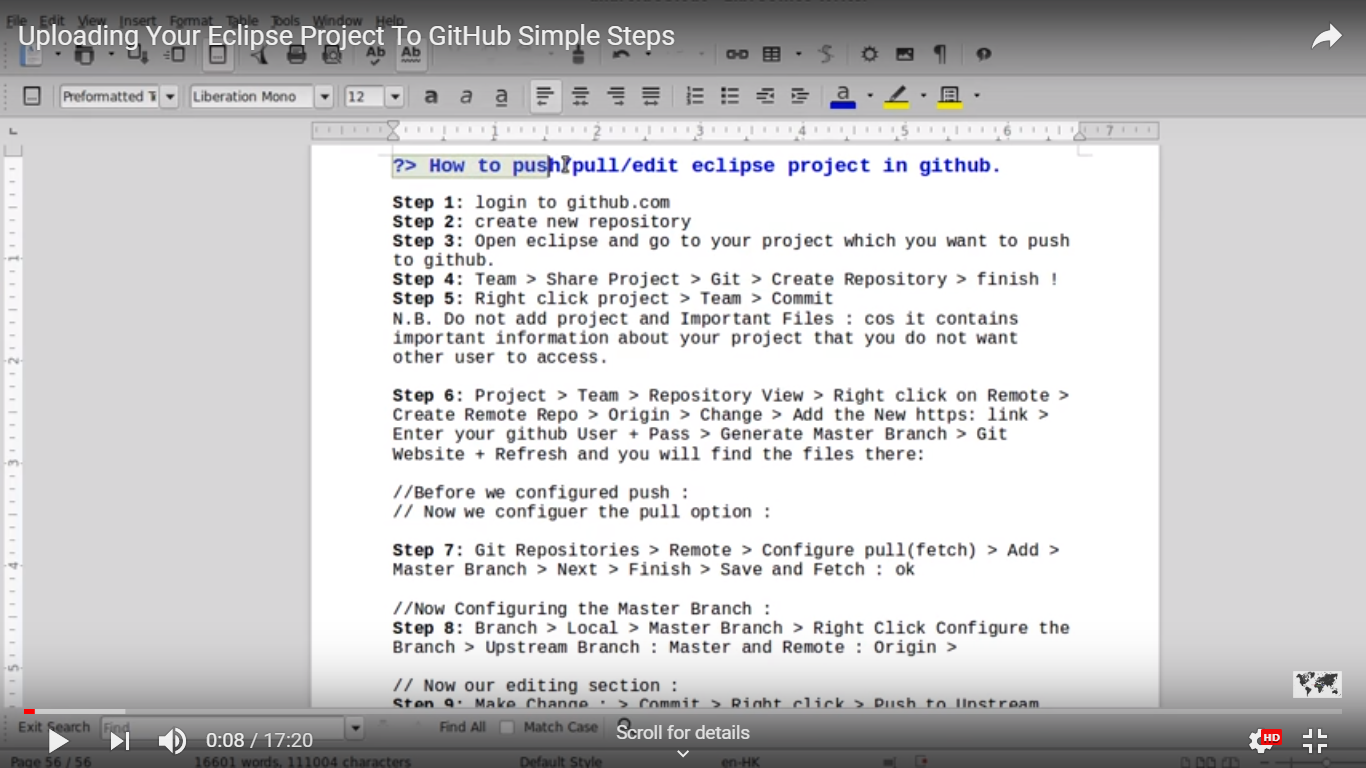 File Edit View Insert Format Table Tools Window Help
Uploading Your Eclipse Project To GitHub Simple Steps
Liberation Mono 12
1 2 3 4 5 6 7
?> How to push/pull/edit eclipse project in github.
Step 1: login to github.com
Step 2: create new repository
Step 3: Open eclipse and go to your project which you want to push
to github.
Step 4: Team > Share Project > Git > Create Repository > finish !
Step 5: Right click project > Team > Commit
N.B. Do not add project and Important Files : cos it contains
important information about your project that you do not want
other user to access.
Step 6: Project > Team > Repository View > Right click on Remote >
Create Remote Repo > Origin > Change > Add the New https: link >
Enter your github User + Pass > Generate Master Branch > Git
Website + Refresh and you will find the files there:
//Before we configured push :
// Now we configuer the pull option :
Step 7: Git Repositories > Remote > Configure pull(fetch) > Add >
Master Branch > Next > Finish > Save and Fetch : ok
//Now Configuring the Master Branch :
Step 8: Branch > Local > Master Branch > Right Click Configure the
Branch > Upstream Branch : Master and Remote : Origin >
// Now our editing section :
Step 9: Make Change : > Commit > Right click > Push to Upstream
Exit Search Find Find All Match Case
0:08 / 17:20
Scroll for details
HD
Page 56 / 56 16601 words, 111004 characters Default Style en-HK